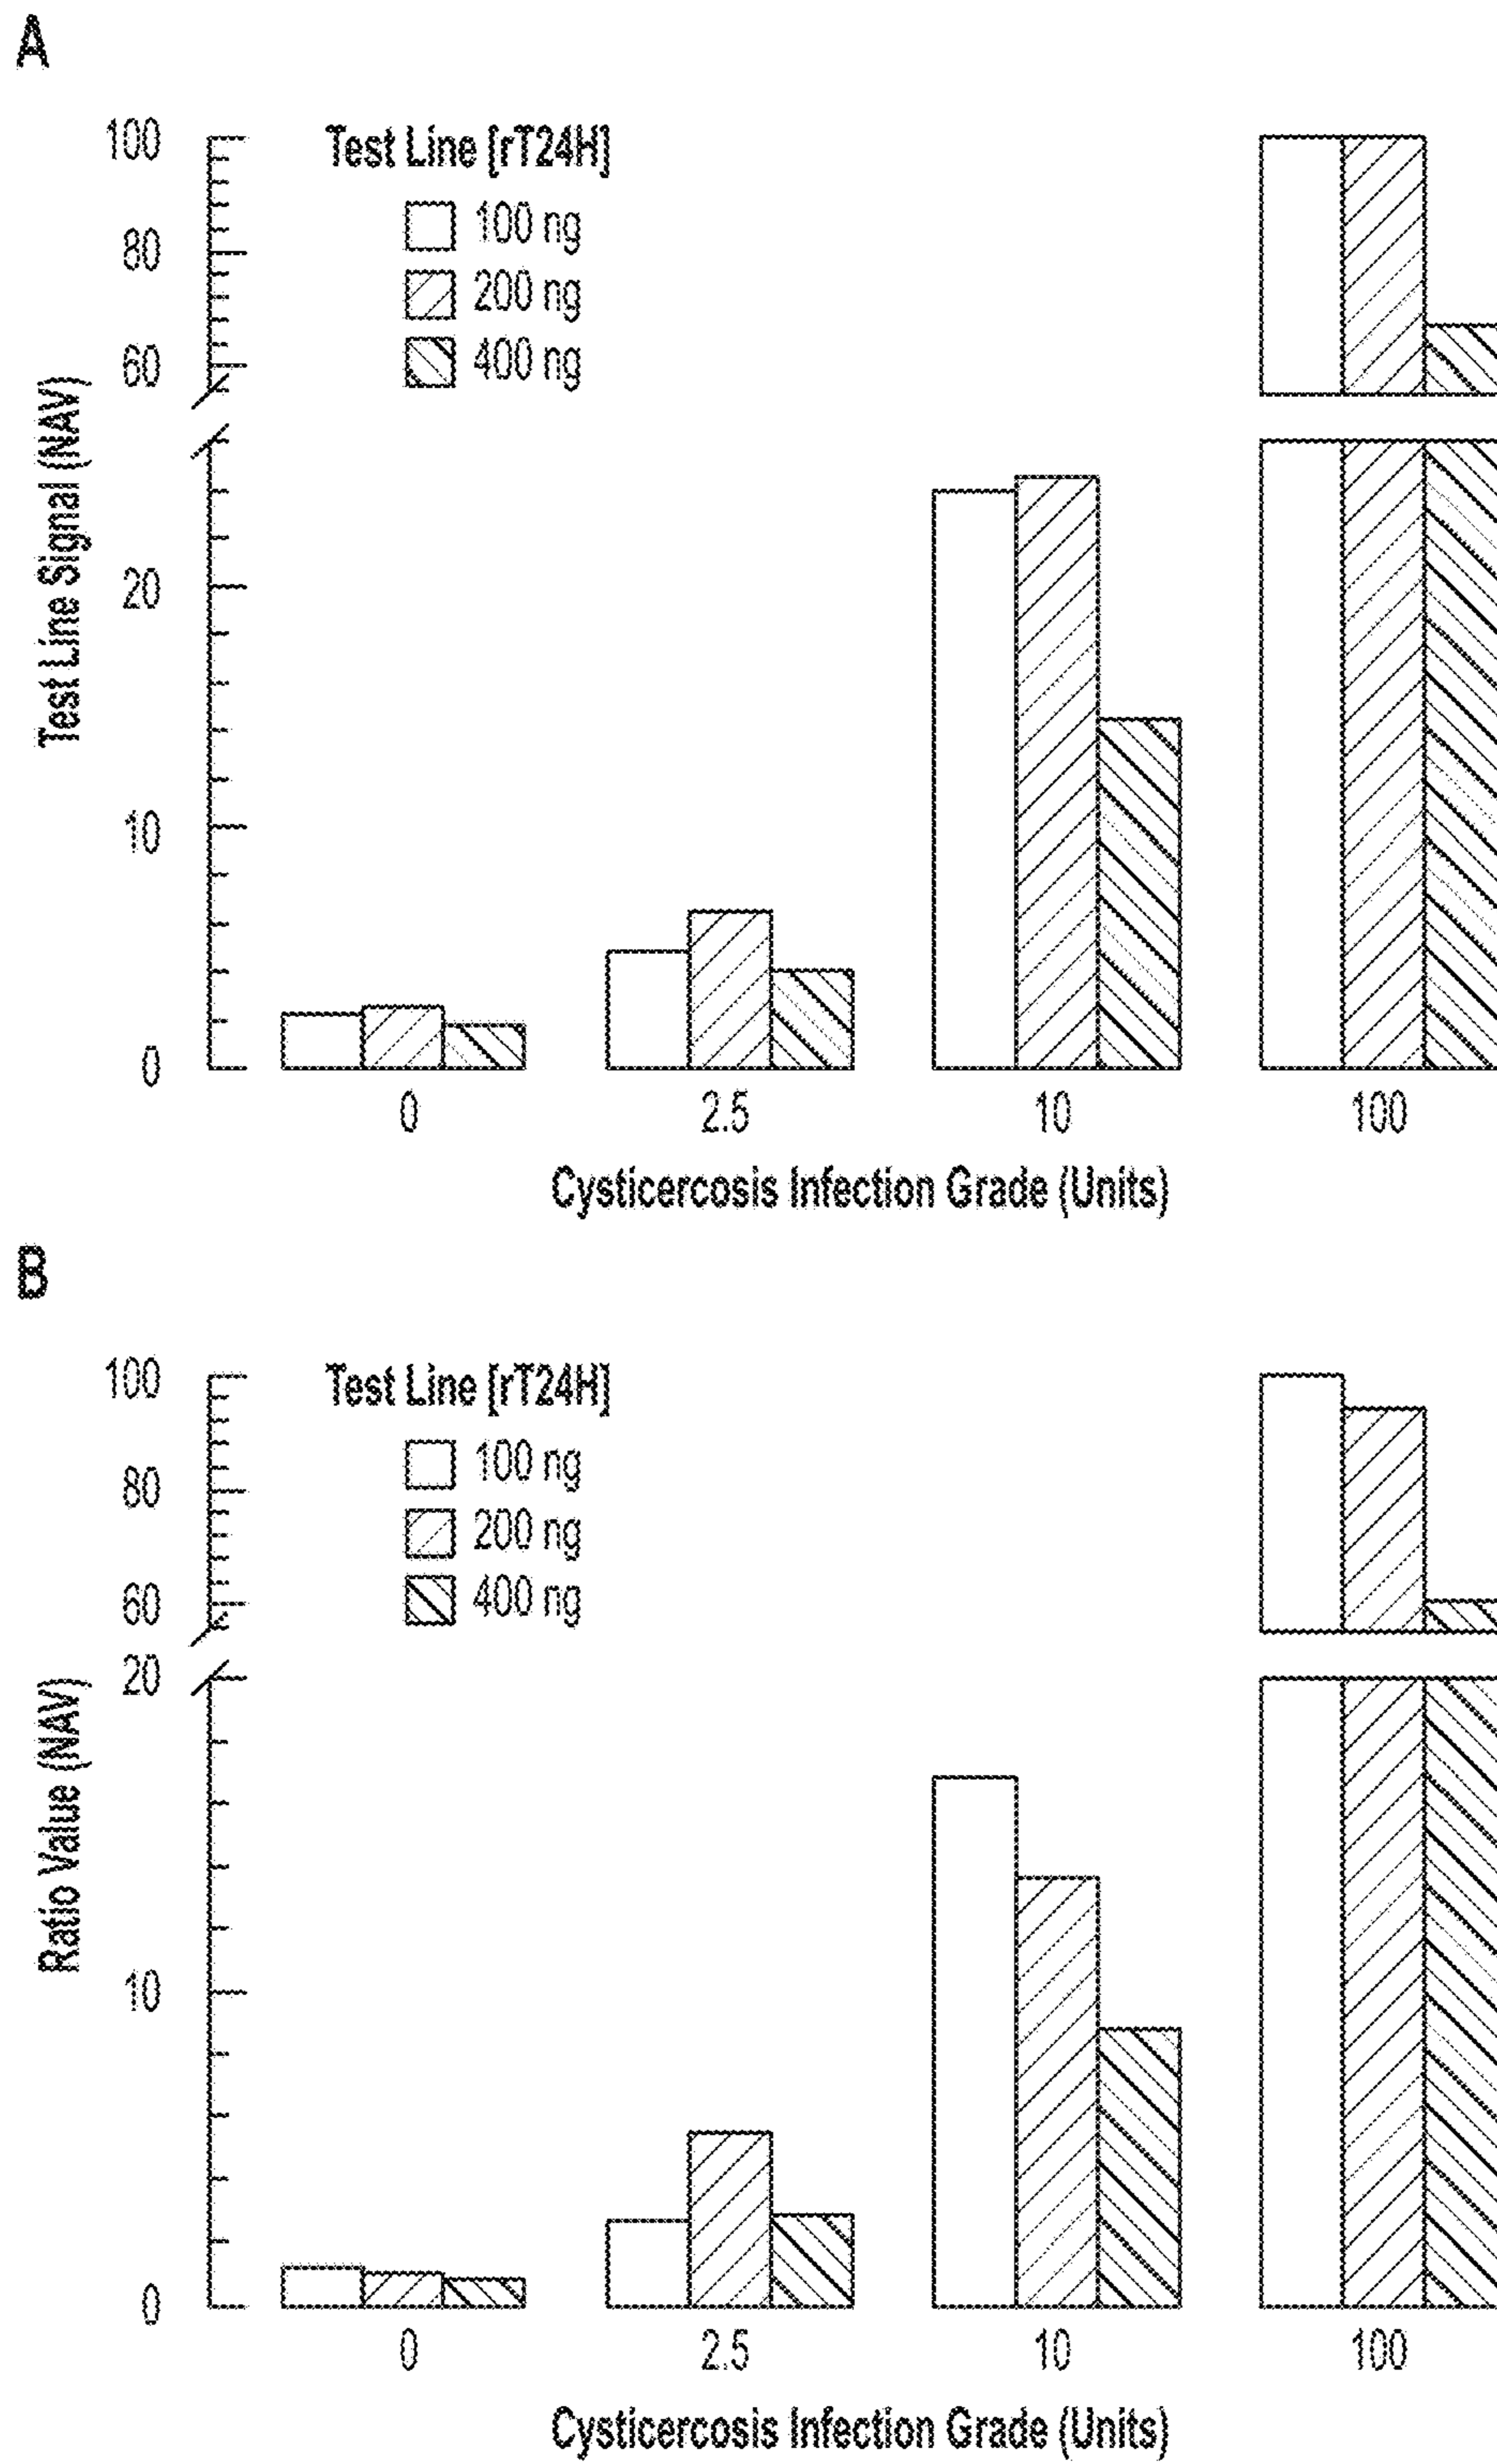 A
Test Line [rT24H]
100 ng
200 ng
400 ng
100
80
60
20
10
0
Test Line Signal (NAV)
0 2.5 10 100
Cysticercosis Infection Grade (Units)
B
Test Line [rT24H]
100 ng
200 ng
400 ng
100
80
60
20
10
0
Ratio Value (NAV)
0 2.5 10 100
Cysticercosis Infection Grade (Units)